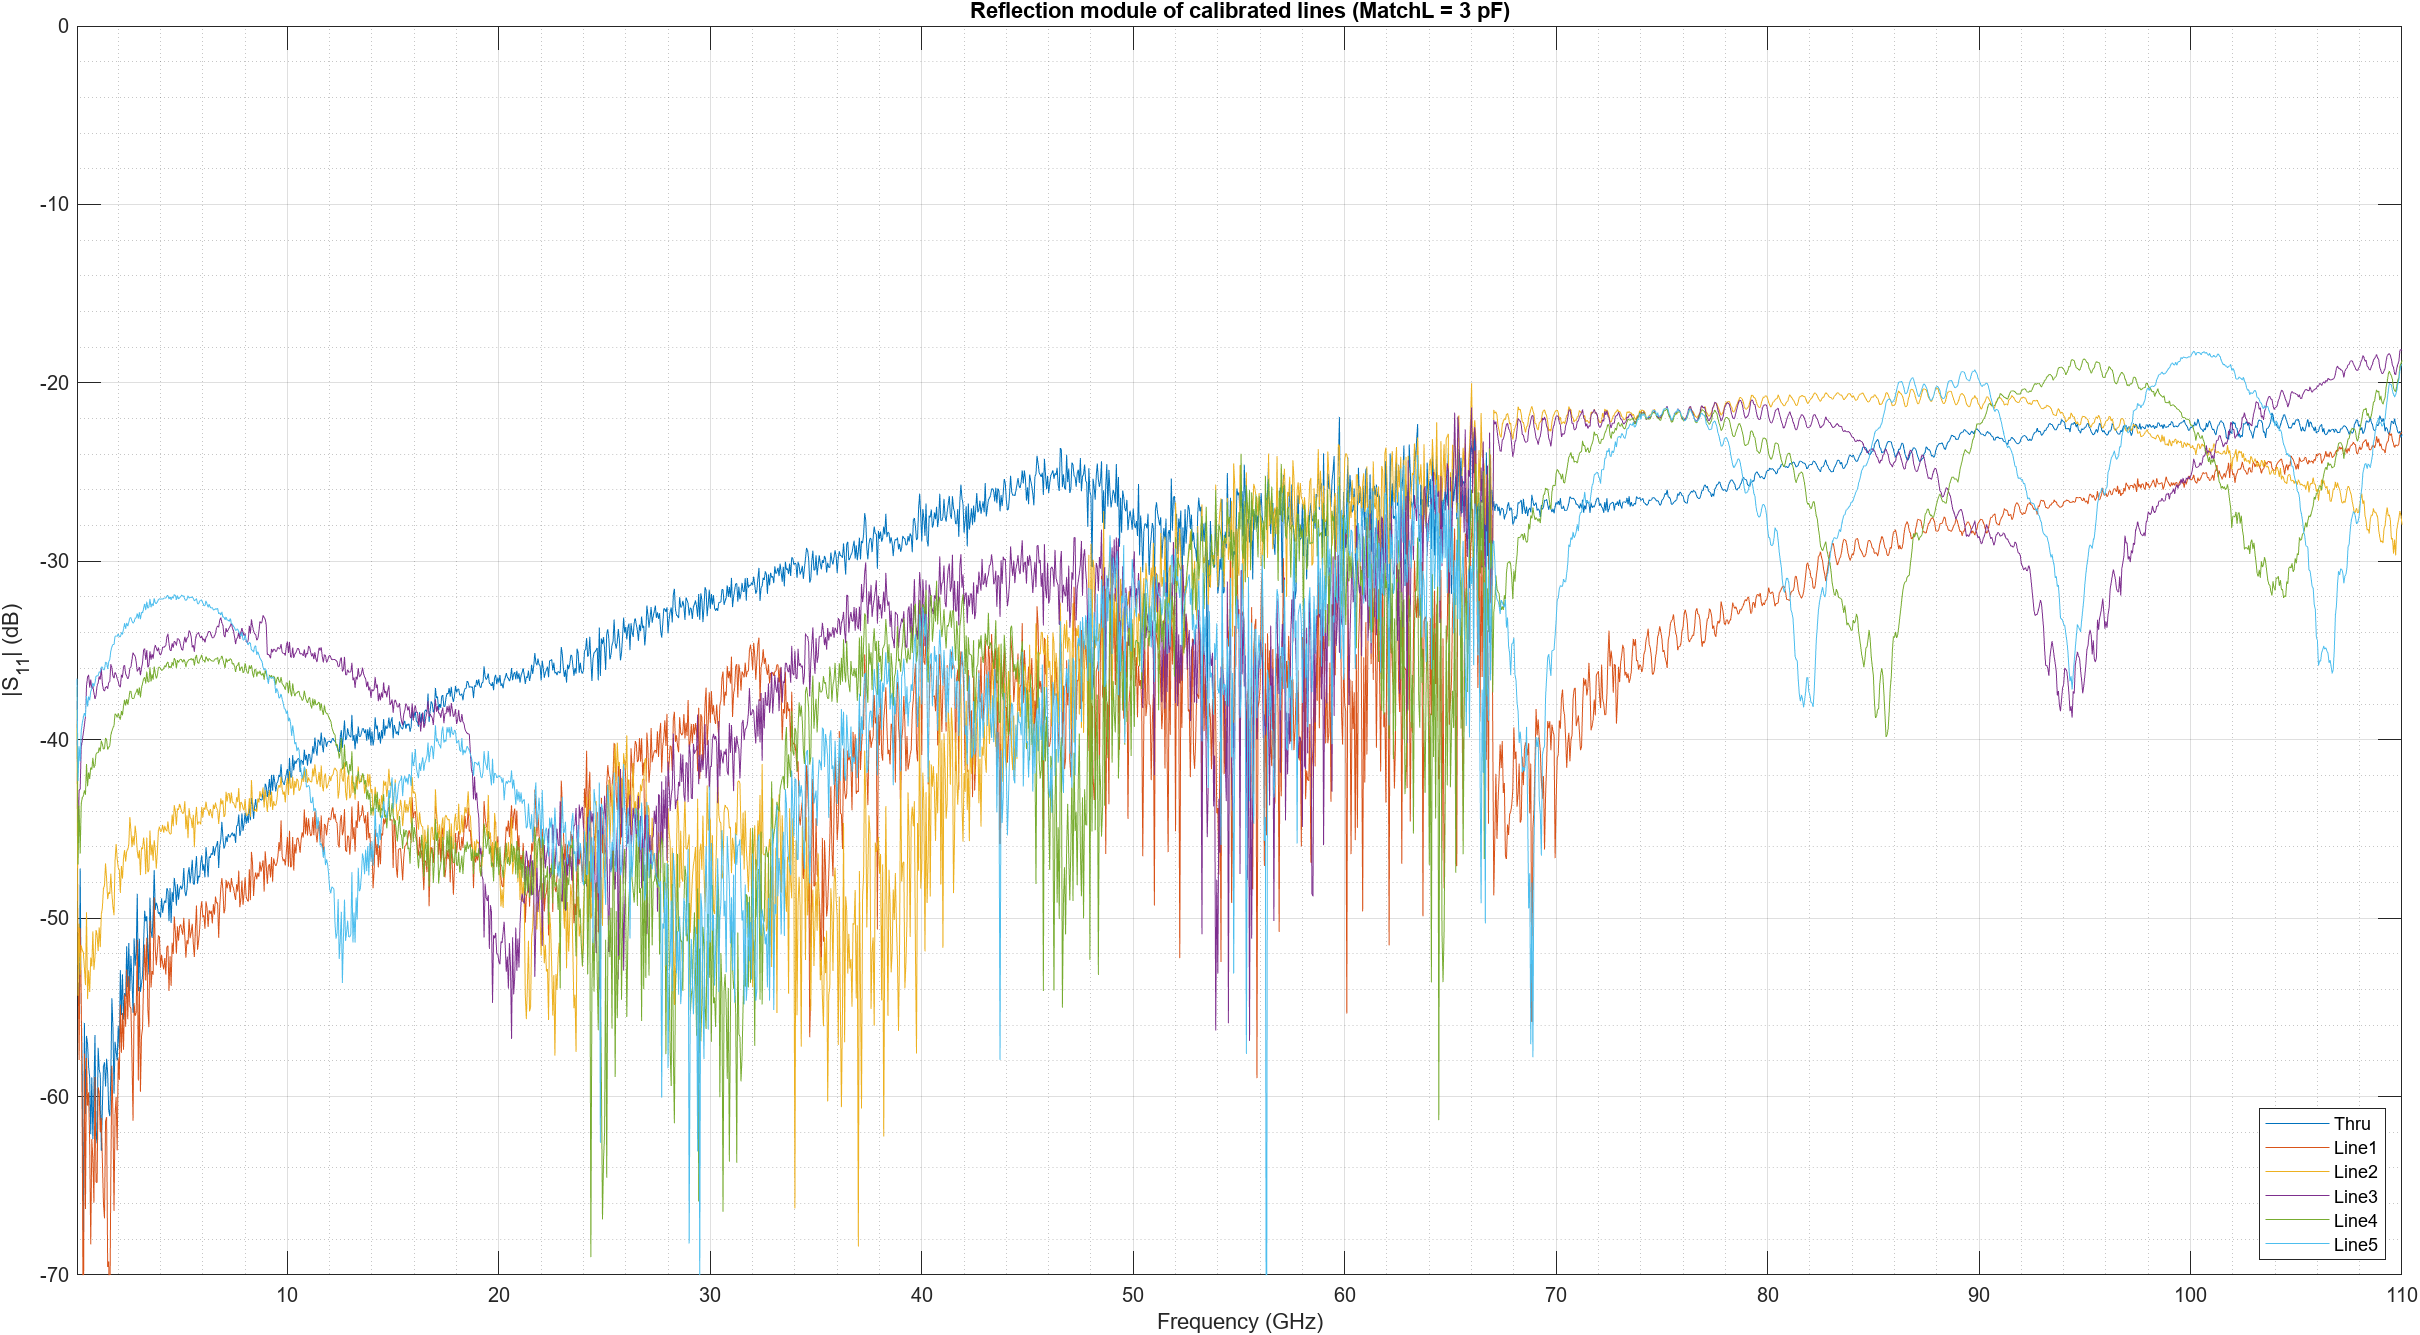 Reflection module of calibrated lines (MatchL = 3 pF)
0
-10
-20
-30
-40
-50
-60
-70
|S11| (dB)
10 20 30 40 50 60 70 80 90 100 110
Frequency (GHz)
Thru
Line1
Line2
Line3
Line4
Line5